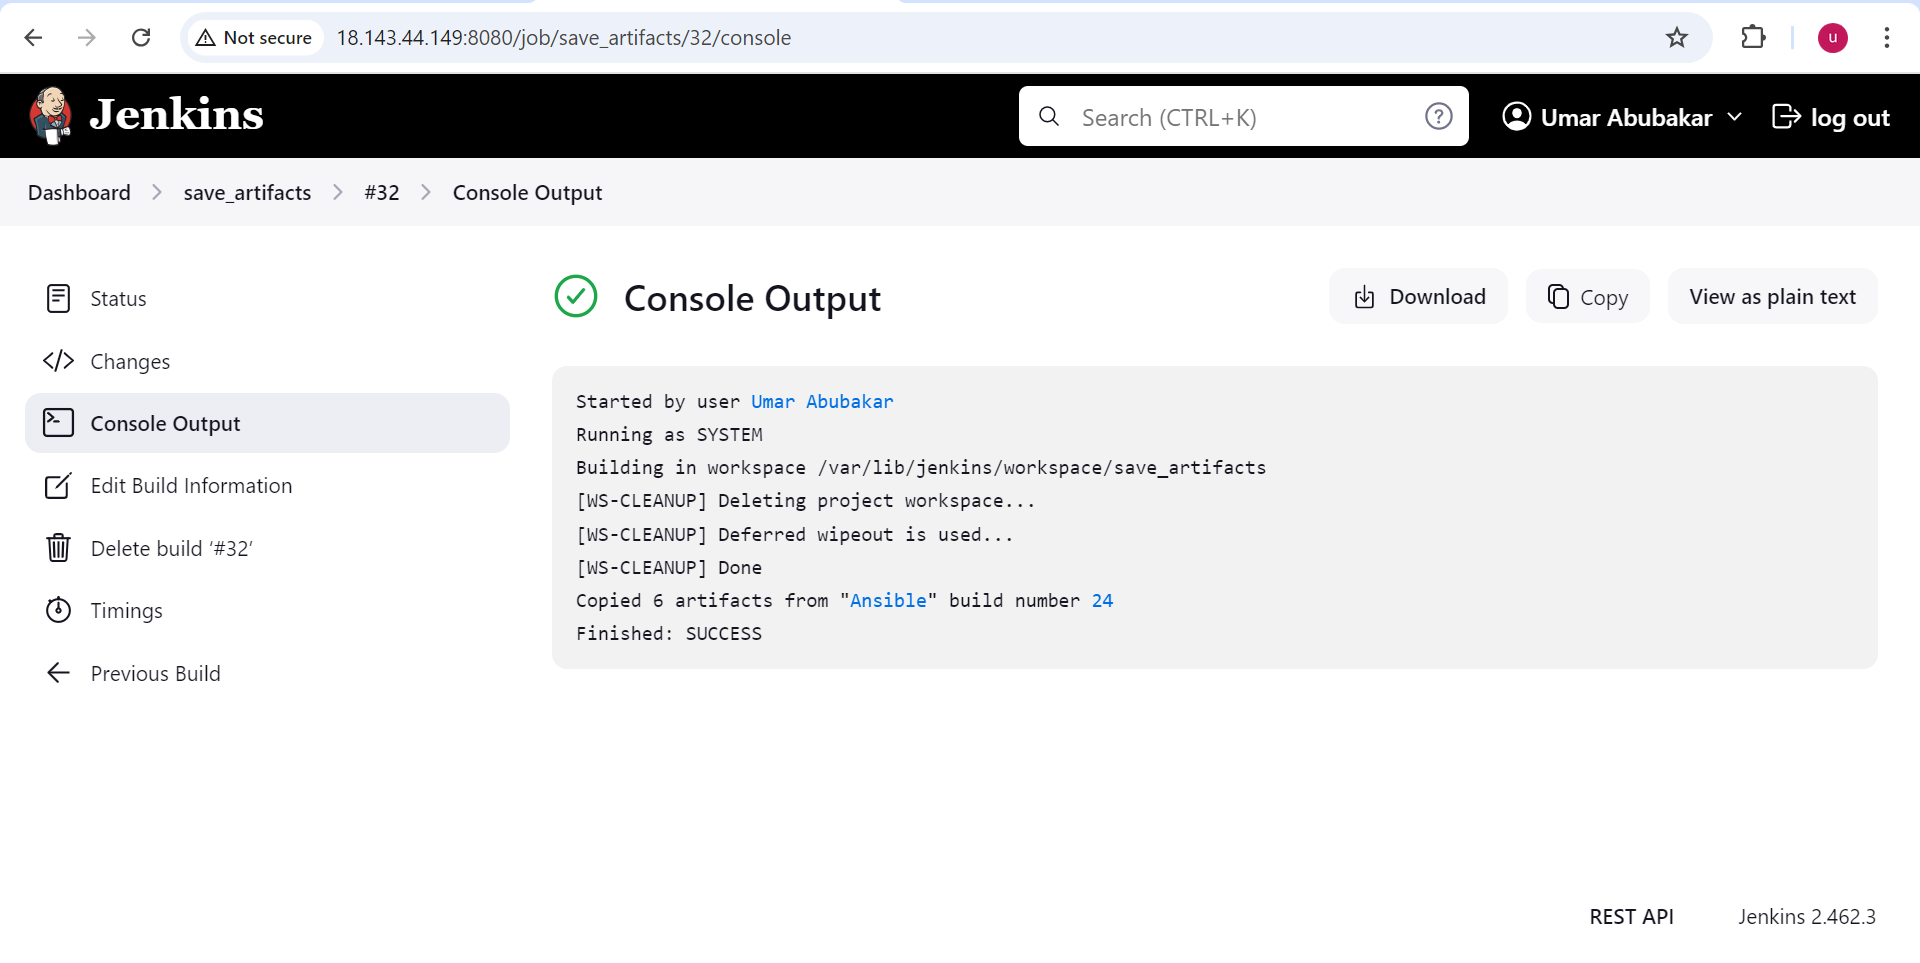 Not secure
18.143.44.149:8080/job/save_artifacts/32/console
u
Jenkins
Search (CTRL+K)
?
Umar Abubakar
log out
Dashboard
save_artifacts
#32
Console Output
Status
Changes
Console Output
Edit Build Information
Delete build ‘#32’
Timings
Previous Build
Console Output
Download
Copy
View as plain text
Started by user Umar Abubakar
Running as SYSTEM
Building in workspace /var/lib/jenkins/workspace/save_artifacts
[WS-CLEANUP] Deleting project workspace...
[WS-CLEANUP] Deferred wipeout is used...
[WS-CLEANUP] Done
Copied 6 artifacts from "Ansible" build number 24
Finished: SUCCESS
REST API
Jenkins 2.462.3